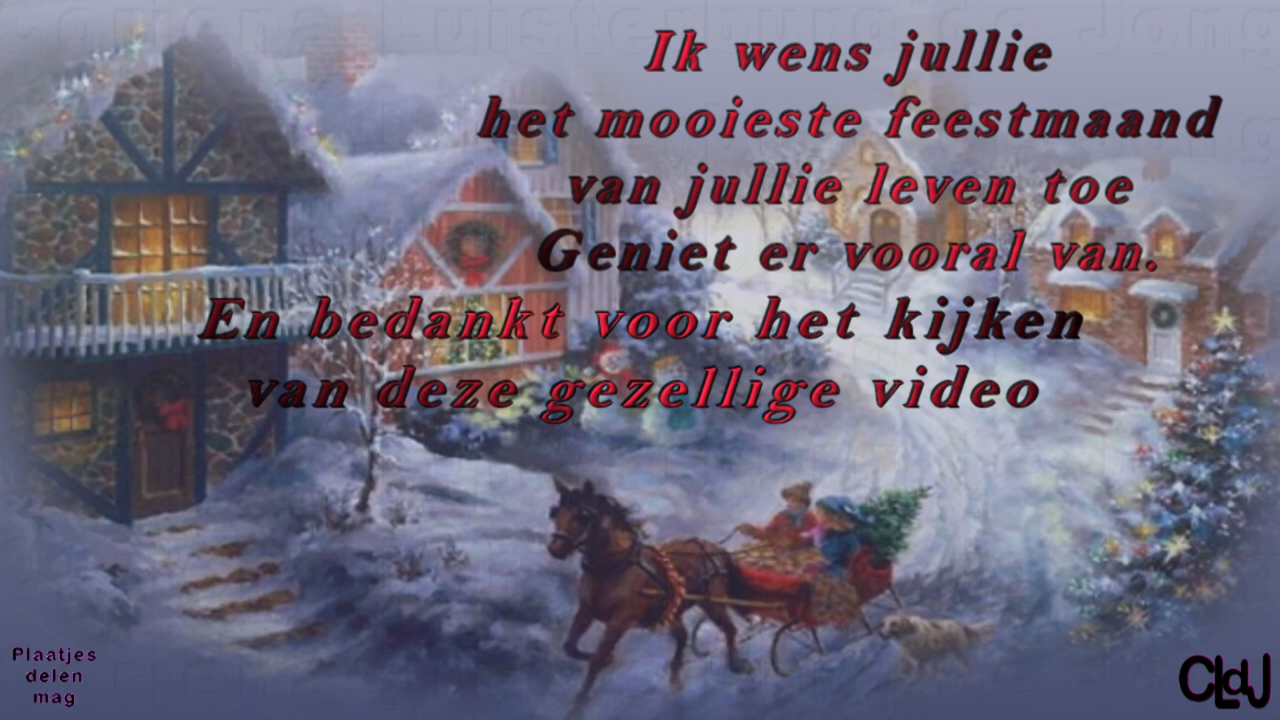 Ik wens jullie
het mooieste feestmaand
van jullie leven toe
Geniet er vooral van.
En bedankt voor het kijken
van deze gezellige video
Plaatjes
delen
mag
CLdJ